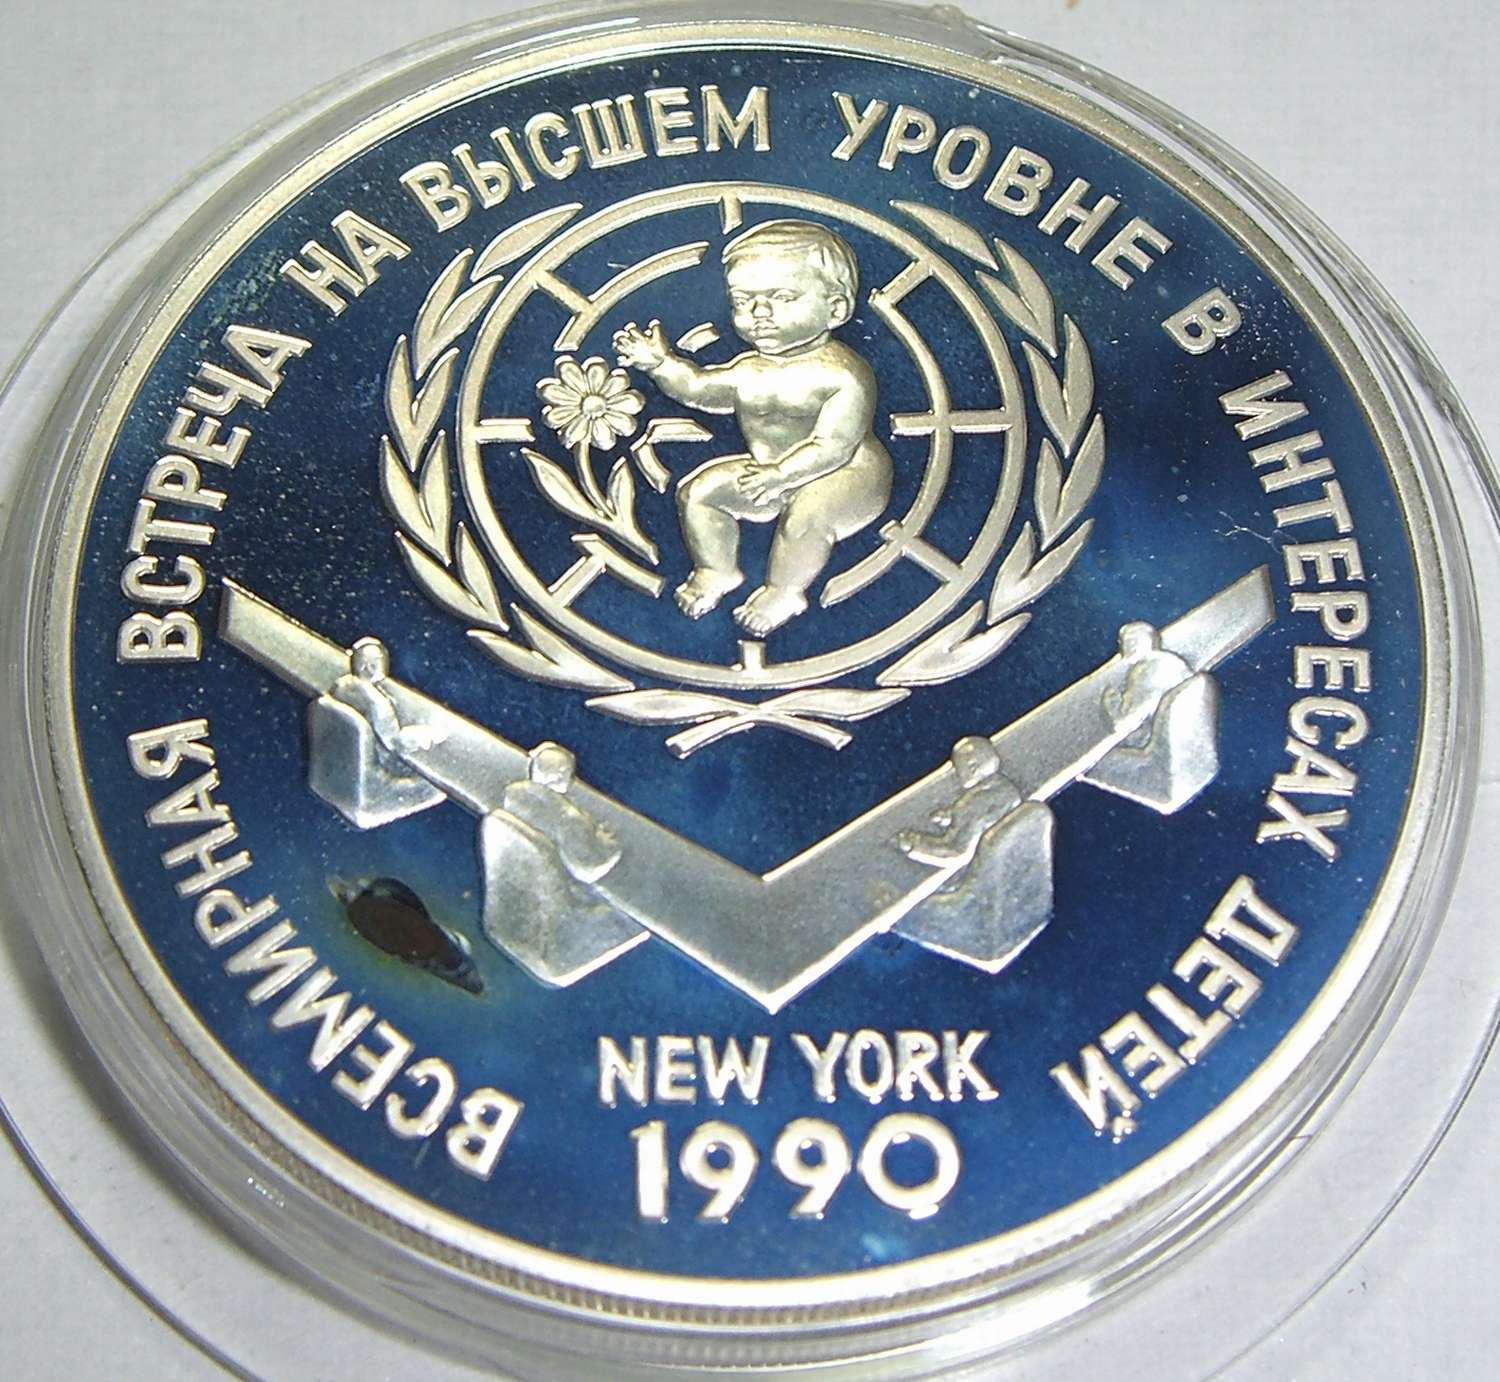 ВСЕМИРНАЯ ВСТРЕЧА НА ВЫСШЕМ УРОВНЕ В ИНТЕРЕСАХ ДЕТЕЙ
NEW YORK
1990